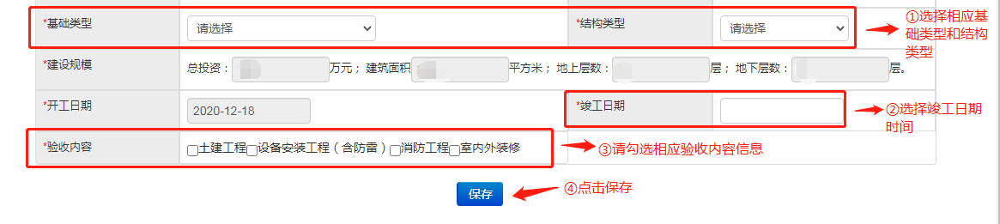 *基础类型 请选择 *结构类型 请选择
①选择相应基
础类型和结构
类型
*建设规模 总投资： 万元； 建筑面积 平方米； 地上层数： 层； 地下层数： 层。
*开工日期 2020-12-18 *竣工日期
②选择竣工日期
时间
*验收内容 土建工程 设备安装工程（含防雷） 消防工程 室内外装修
③请勾选相应验收内容信息
保存
④点击保存